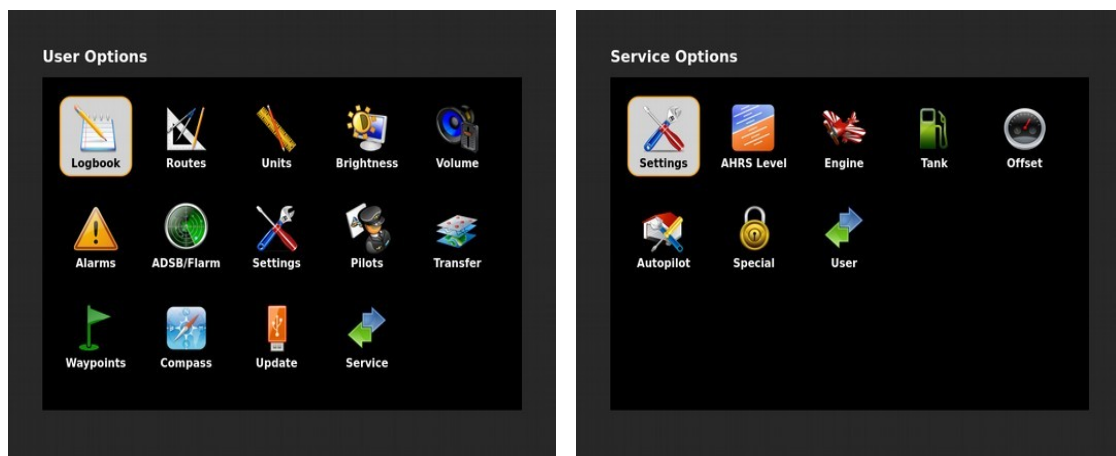 User Options
Logbook Routes Units Brightness Volume
Alarms ADSB/Flarm Settings Pilots Transfer
Waypoints Compass Update Service
Service Options
Settings AHRS Level Engine Tank Offset
Autopilot Special User